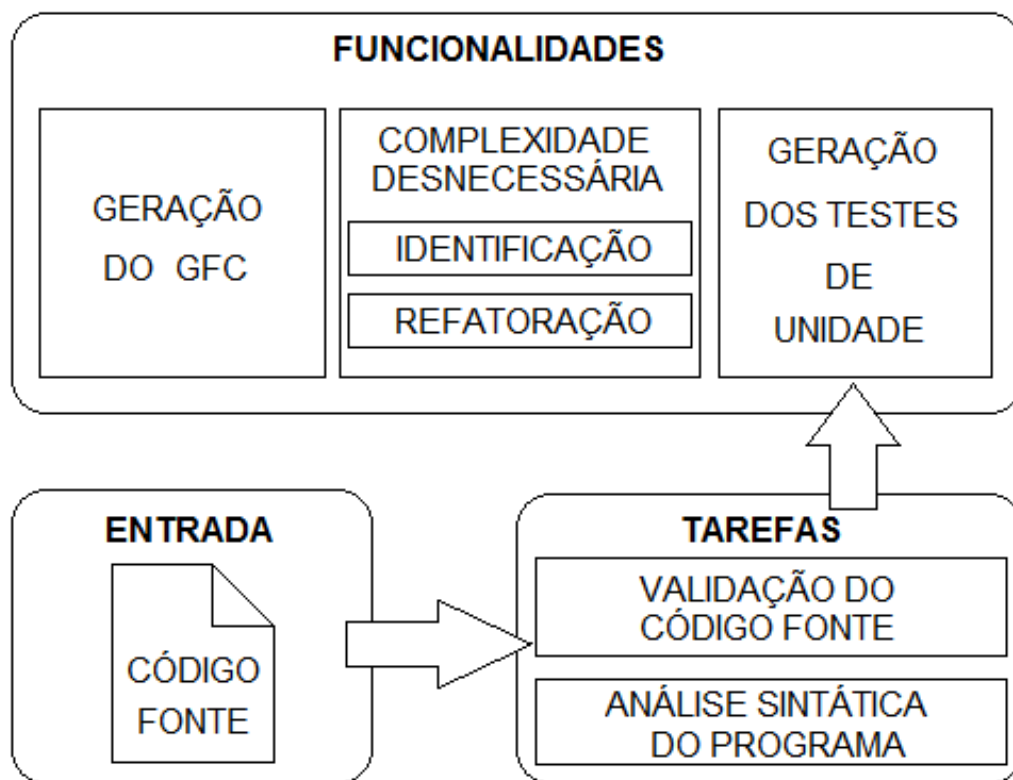 FUNCIONALIDADES
GERAÇÃO
DO GFC
COMPLEXIDADE
DESNECESSÁRIA
IDENTIFICAÇÃO
REFATORAÇÃO
GERAÇÃO
DOS TESTES
DE
UNIDADE
ENTRADA
CÓDIGO
FONTE
TAREFAS
VALIDAÇÃO DO
CÓDIGO FONTE
ANÁLISE SINTÁTICA
DO PROGRAMA